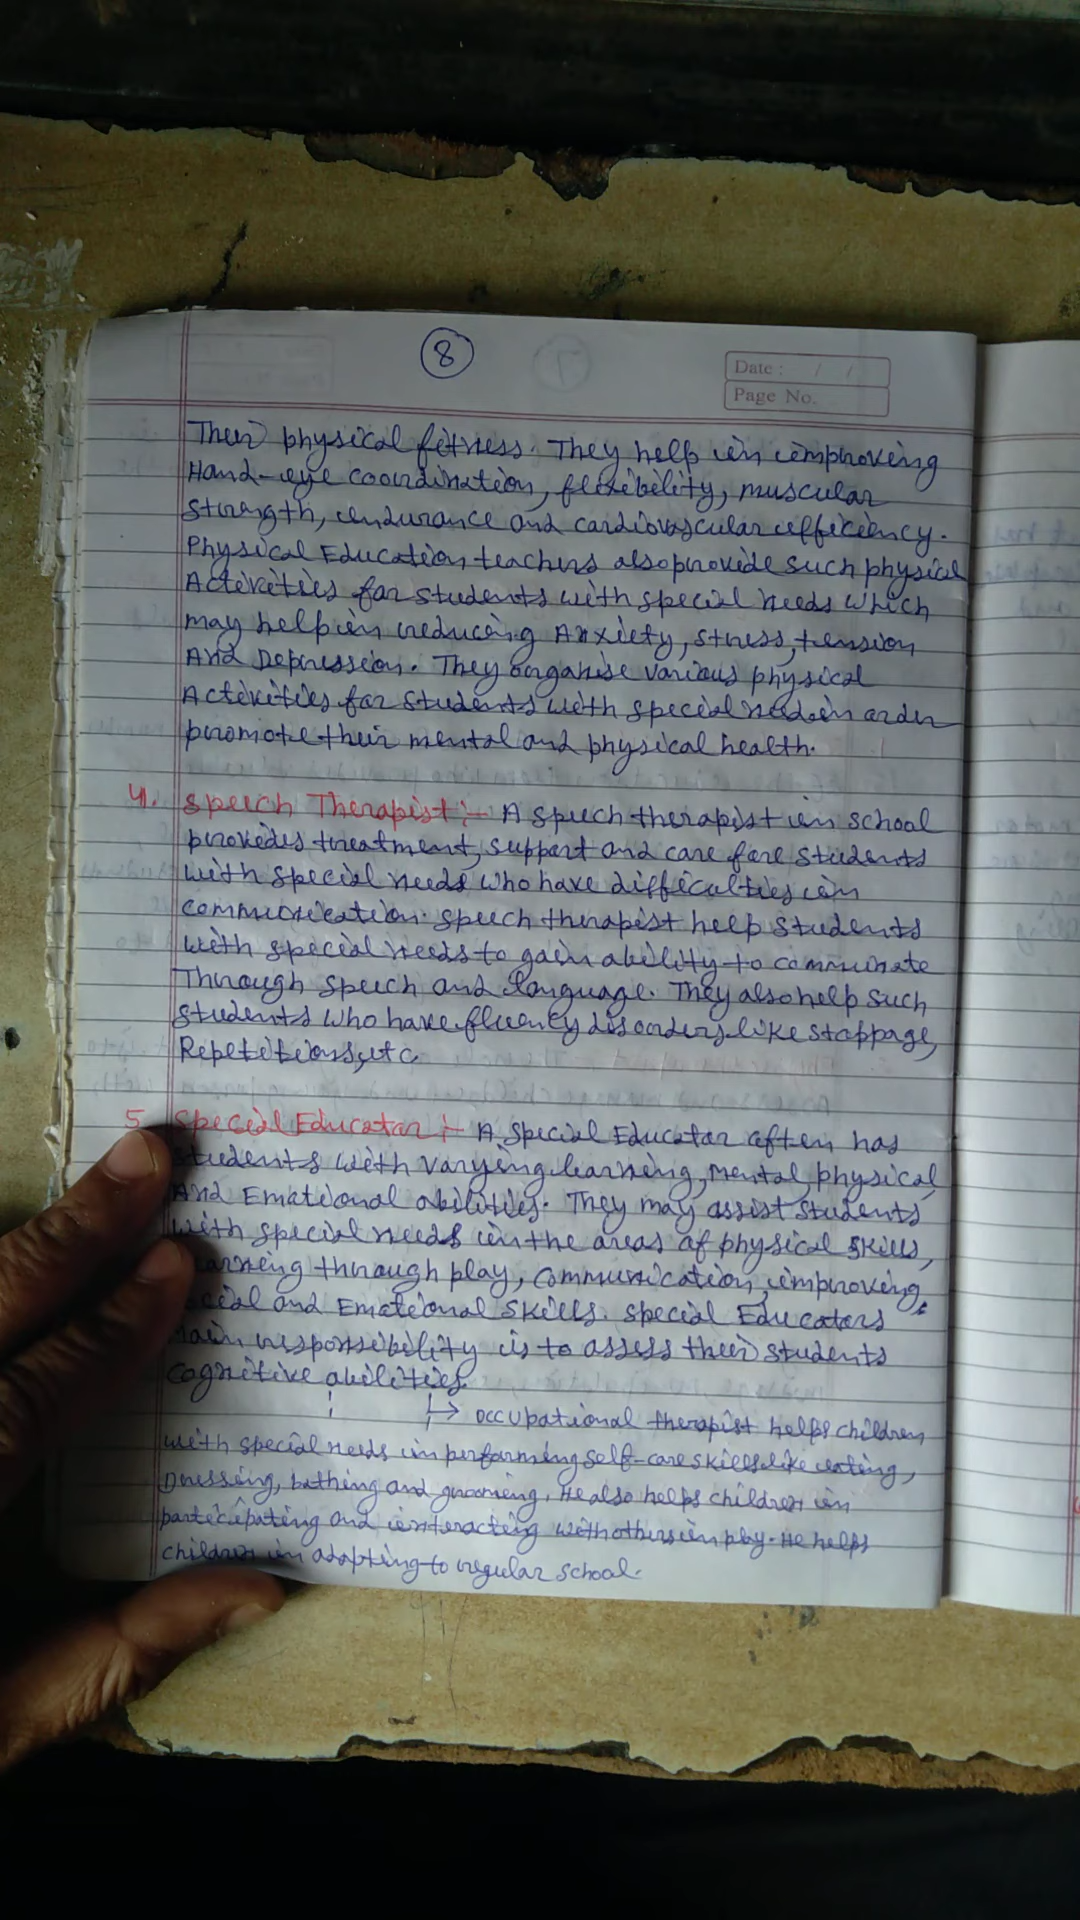 8
Date : / /
Page No.
Their physical fitness. They help in improving
Hand-eye coordination, flexibility, muscular
strength, endurance and cardiovascular efficiency.
Physical Education teachers also provide such physical
Activities for students with special needs which
may help in reducing Anxiety, stress, tension
And Depression. They organise various physical
Activities for students with special need in order
promote their mental and physical health.
4. Speech Therapist :- A speech therapist in school
provides treatment, support and care fore students
with special needs who have difficulties in
communication. speech therapist help students
with special needs to gain ability to communate
Through speech and language. They also help such
students who have fluency disorders like stoppage,
Repetitions, etc
5 Special Educator :- A Special Educator often has
students with varying learning, mental, physical
And Emotional abilities. They may assist students
with special needs in the areas of physical skills,
learning through play, communication, improving
social and Emotional skills. special Educators
main responsibility is to assess their students
cognitive abilities.
↳ occupational therapist helps children
with special needs in performing self-care skills like eating,
Dressing, bathing and grooming. He also helps children in
participating and interacting with others in play. He helps
children in adapting to regular school.